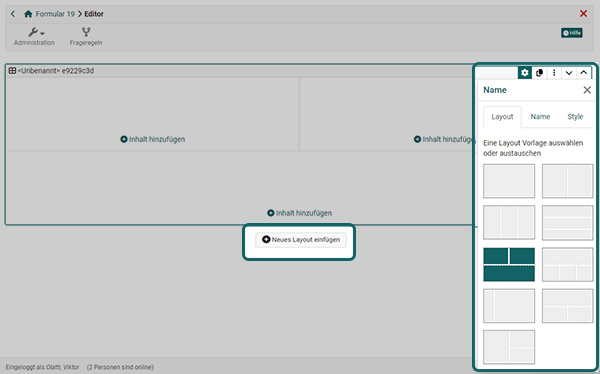 Formular 19 Editor
Administration Frageregeln
Hilfe
<Unbenannt> e9229c3d
Inhalt hinzufügen Inhalt hinzufügen
Inhalt hinzufügen
Neues Layout einfügen
Name
Layout Name Style
Eine Layout Vorlage auswählen
oder austauschen
Eingeloggt als Olatti, Viktor (2 Personen sind online)